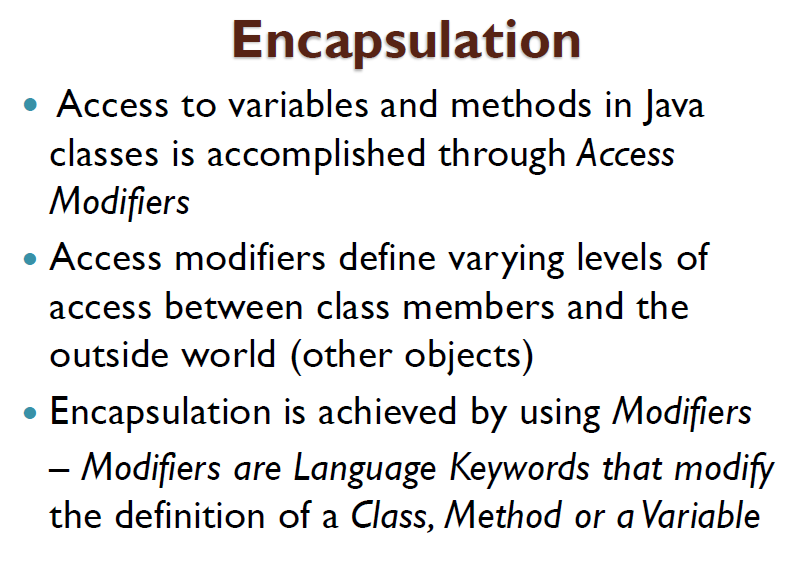 Encapsulation
• Access to variables and methods in Java
classes is accomplished through Access
Modifiers
• Access modifiers define varying levels of
access between class members and the
outside world (other objects)
• Encapsulation is achieved by using Modifiers
– Modifiers are Language Keywords that modify
the definition of a Class, Method or a Variable